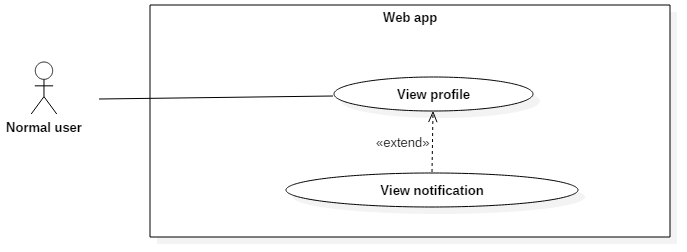 Web app
View profile
Normal user
«extend»
View notification